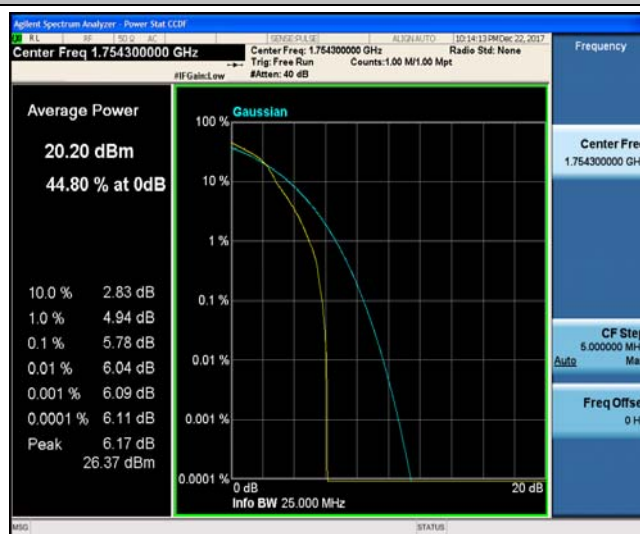 Agilent Spectrum Analyzer - Power Stat CCDF
RL RF 50 Ω AC SENSE:PULSE ALIGN AUTO 10:14:13 PM Dec 22, 2017
Center Freq 1.754300000 GHz
Center Freq: 1.754300000 GHz Radio Std: None
Trig: Free Run Counts:1.00 M/1.00 Mpt
#IFGain:Low #Atten: 40 dB
Frequency
Average Power
20.20 dBm
44.80 % at 0dB
10.0 % 2.83 dB
1.0 % 4.94 dB
0.1 % 5.78 dB
0.01 % 6.04 dB
0.001 % 6.09 dB
0.0001 % 6.11 dB
Peak 6.17 dB
26.37 dBm
Gaussian
100 %
10 %
1 %
0.1 %
0.01 %
0.001 %
0.0001 %
0 dB 20 dB
Info BW 25.000 MHz
Center Fre
1.754300000 GH
CF Step
5.000000 MH
Auto Ma
Freq Offse
0 H
MSG STATUS